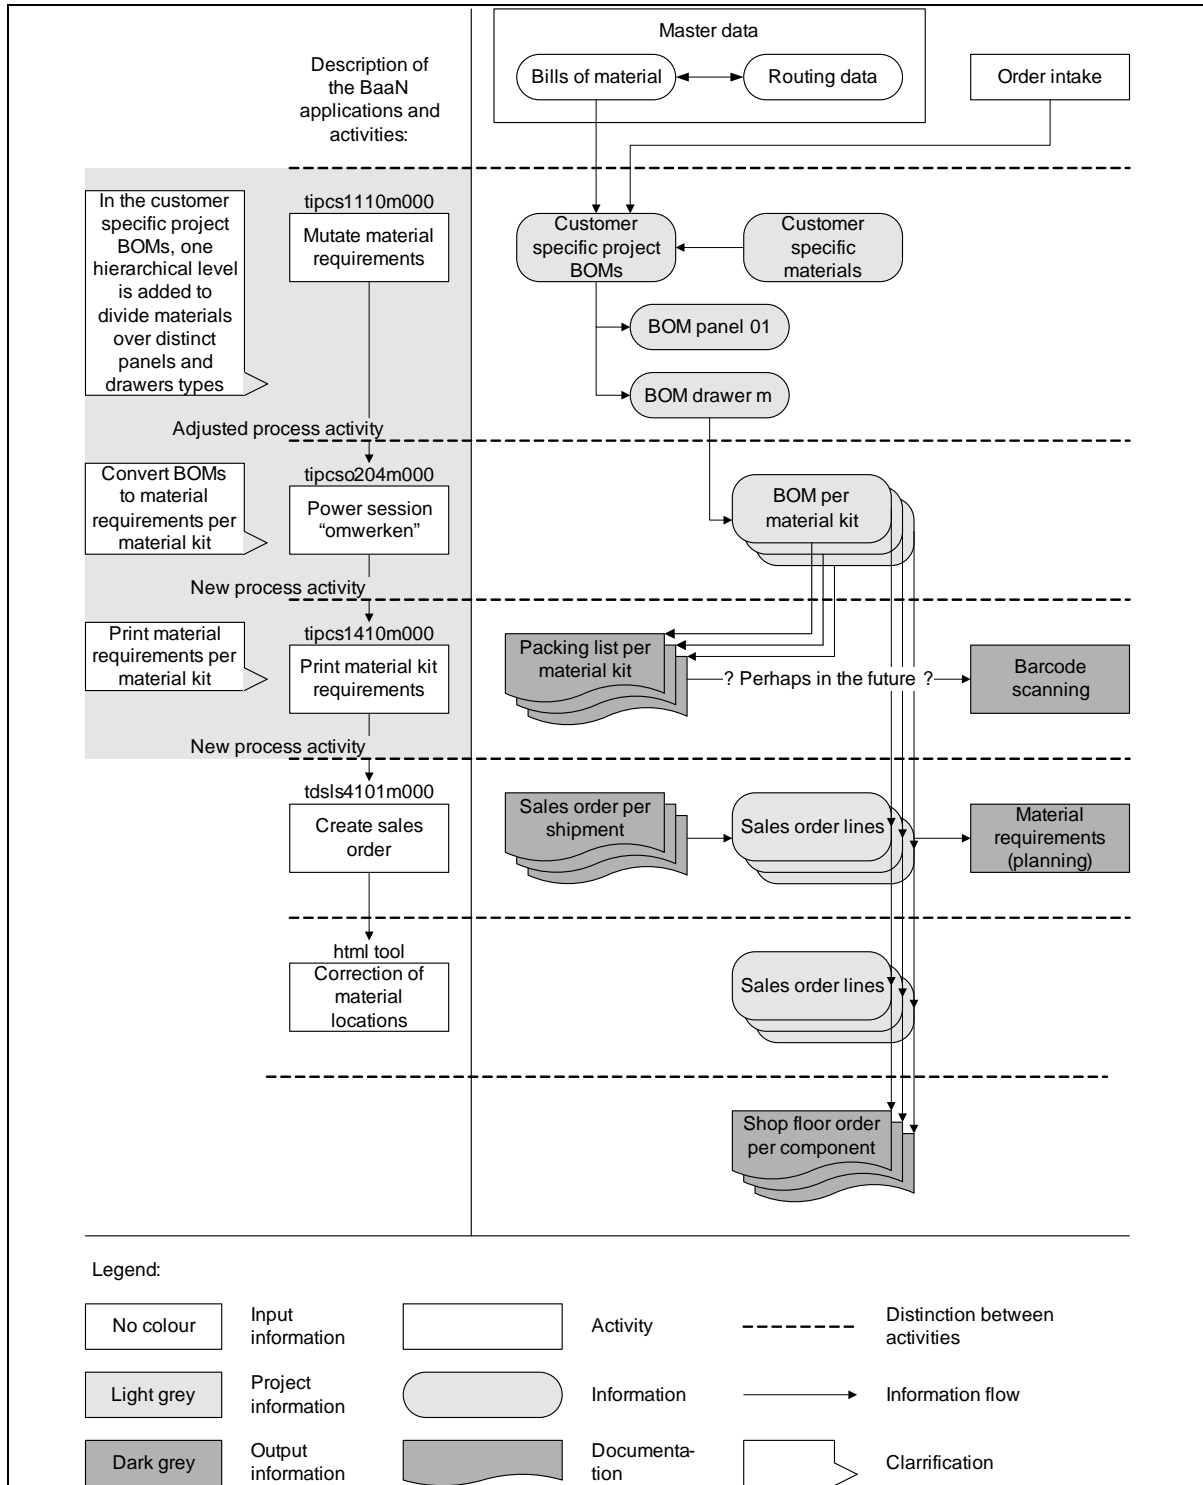 Master data
Description of
the BaaN
applications and
activities:
Bills of material
Routing data
Order intake
In the customer
specific project
BOMs, one
hierarchical level
is added to
divide materials
over distinct
panels and
drawers types
tipcs1110m000
Mutate material
requirements
Customer
specific project
BOMs
Customer
specific
materials
BOM panel 01
BOM drawer m
Adjusted process activity
Convert BOMs
to material
requirements per
material kit
tipcso204m000
Power session
“omwerken”
BOM per
material kit
New process activity
Print material
requirements per
material kit
tipcs1410m000
Print material kit
requirements
Packing list per
material kit
? Perhaps in the future ?
Barcode
scanning
New process activity
tdsls4101m000
Create sales
order
Sales order per
shipment
Sales order lines
Material
requirements
(planning)
html tool
Correction of
material
locations
Sales order lines
Shop floor order
per component
Legend:
No colour
Input
information
Activity
Distinction between
activities
Light grey
Project
information
Information
Information flow
Dark grey
Output
information
Documenta-
tion
Clarrification